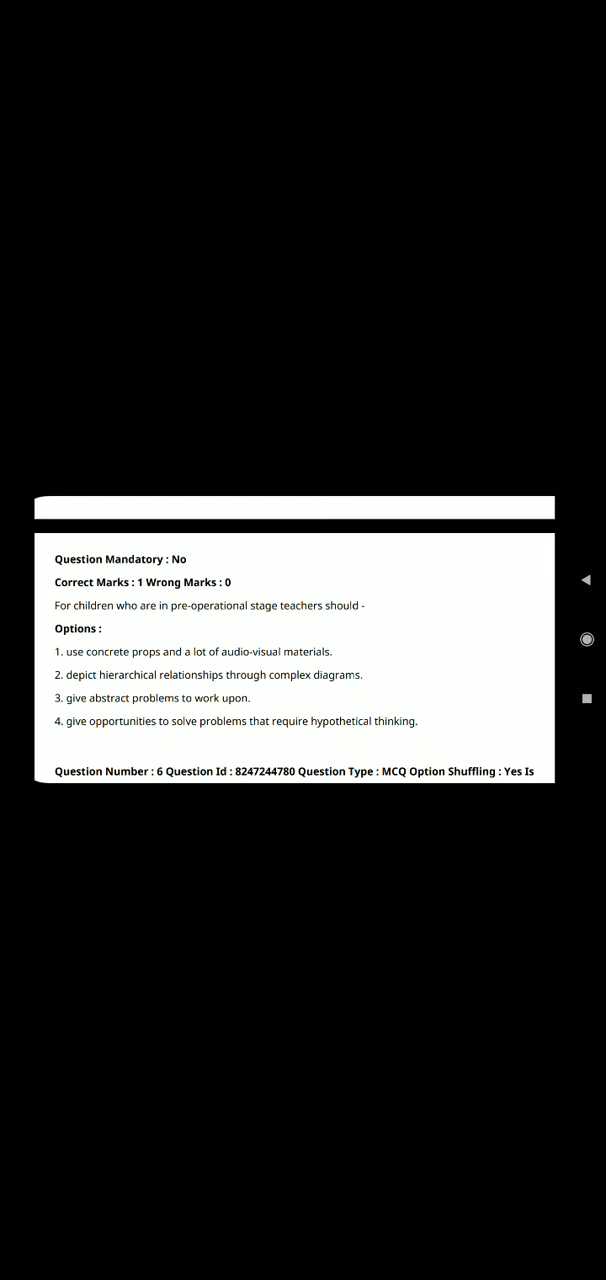 Question Mandatory : No
Correct Marks : 1 Wrong Marks : 0
For children who are in pre-operational stage teachers should -
Options :
1. use concrete props and a lot of audio-visual materials.
2. depict hierarchical relationships through complex diagrams.
3. give abstract problems to work upon.
4. give opportunities to solve problems that require hypothetical thinking.
Question Number : 6 Question Id : 8247244780 Question Type : MCQ Option Shuffling : Yes Is